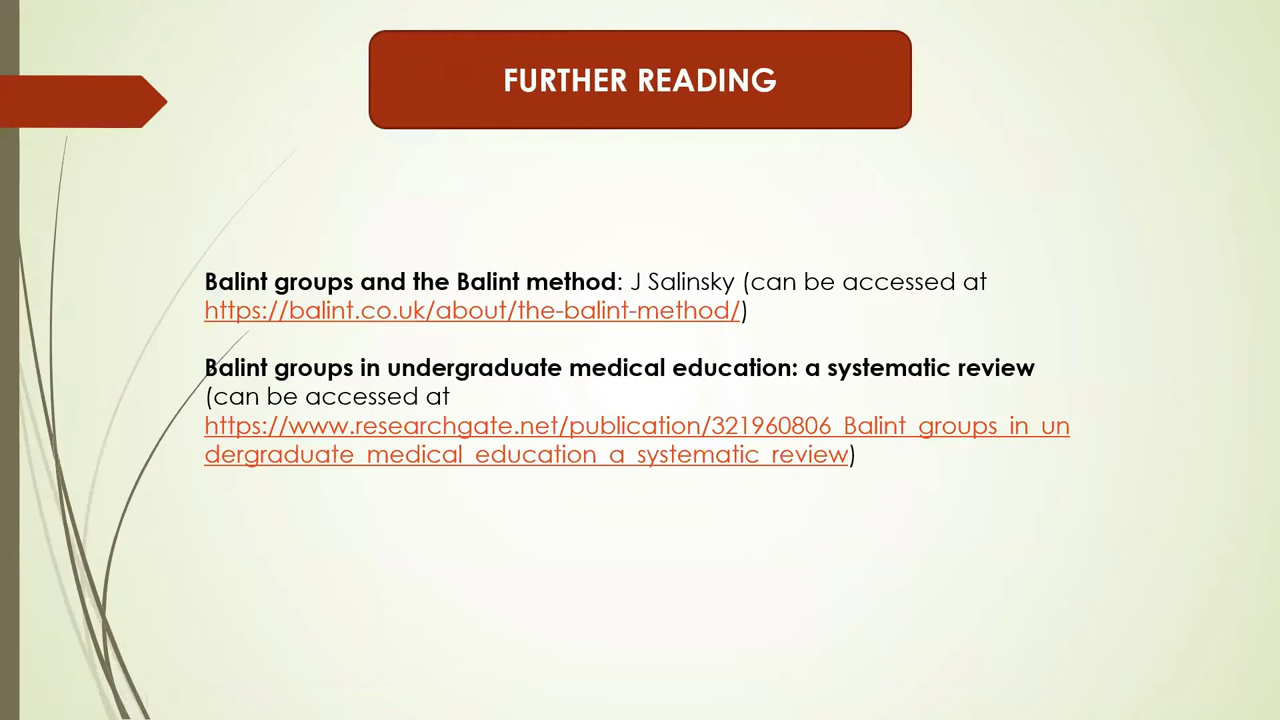 FURTHER READING
Balint groups and the Balint method: J Salinsky (can be accessed at
https://balint.co.uk/about/the-balint-method/)
Balint groups in undergraduate medical education: a systematic review
(can be accessed at
https://www.researchgate.net/publication/321960806_Balint_groups_in_un
dergraduate_medical_education_a_systematic_review)